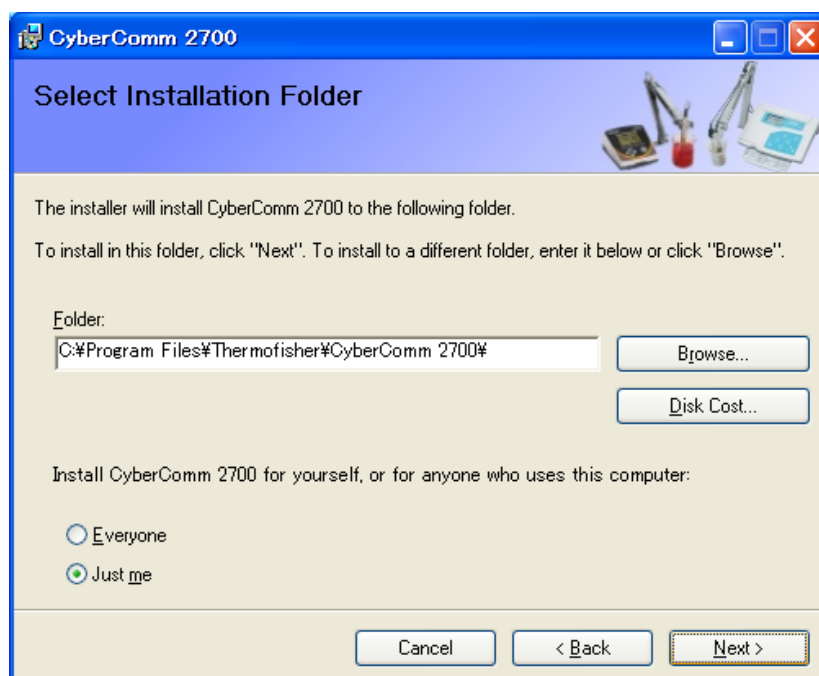 CyberComm 2700
Select Installation Folder
The installer will install CyberComm 2700 to the following folder.
To install in this folder, click "Next". To install to a different folder, enter it below or click "Browse".
Folder:
C:¥Program Files¥Thermofisher¥CyberComm 2700¥
Browse...
Disk Cost...
Install CyberComm 2700 for yourself, or for anyone who uses this computer:
Everyone
Just me
Cancel
< Back
Next >